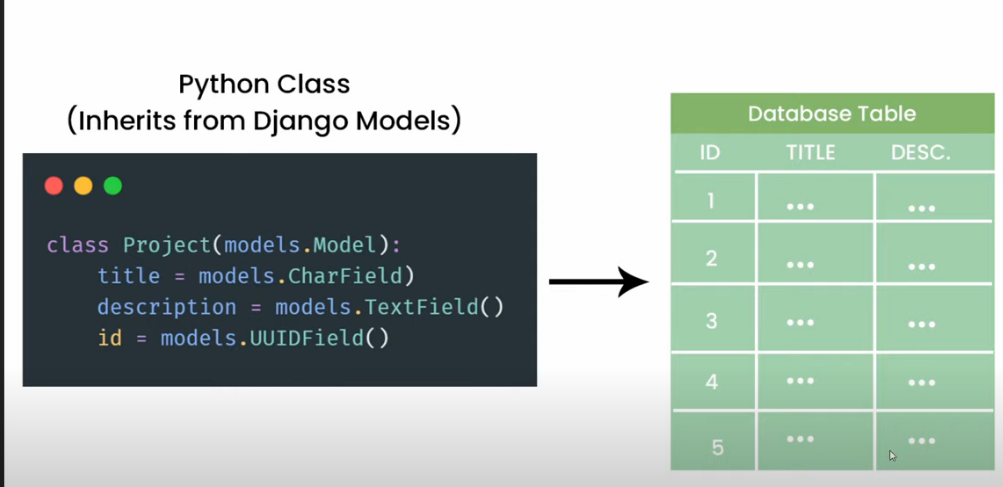 Python Class
(Inherits from Django Models)
class Project(models.Model):
    title = models.CharField)
    description = models.TextField()
    id = models.UUIDField()
Database Table
ID TITLE DESC.
1 ... ...
2 ... ...
3 ... ...
4 ... ...
5 ... ...